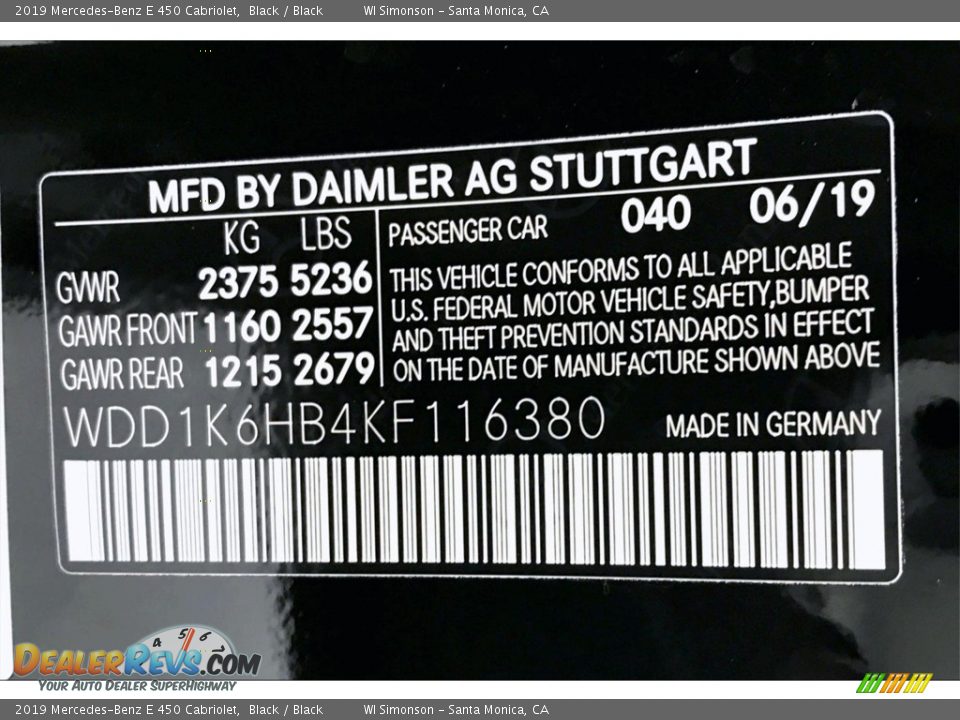 2019 Mercedes-Benz E 450 Cabriolet, Black / Black WI Simonson - Santa Monica, CA
MFD BY DAIMLER AG STUTTGART
KG LBS
GVWR 2375 5236
GAWR FRONT 1160 2557
GAWR REAR 1215 2679
PASSENGER CAR 040 06/19
THIS VEHICLE CONFORMS TO ALL APPLICABLE
U.S. FEDERAL MOTOR VEHICLE SAFETY,BUMPER
AND THEFT PREVENTION STANDARDS IN EFFECT
ON THE DATE OF MANUFACTURE SHOWN ABOVE
WDD1K6HB4KF116380 MADE IN GERMANY
4 5 6 7
DEALERREVS.COM
YOUR AUTO DEALER SUPERHIGHWAY
2019 Mercedes-Benz E 450 Cabriolet, Black / Black WI Simonson - Santa Monica, CA